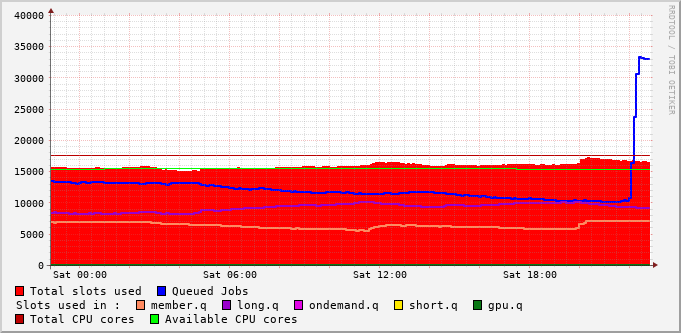 40000
35000
30000
25000
20000
15000
10000
5000
0
Sat 00:00 Sat 06:00 Sat 12:00 Sat 18:00
Total slots used Queued Jobs
Slots used in : member.q long.q ondemand.q short.q gpu.q
Total CPU cores Available CPU cores
RRDTOOL / TOBI OETIKER